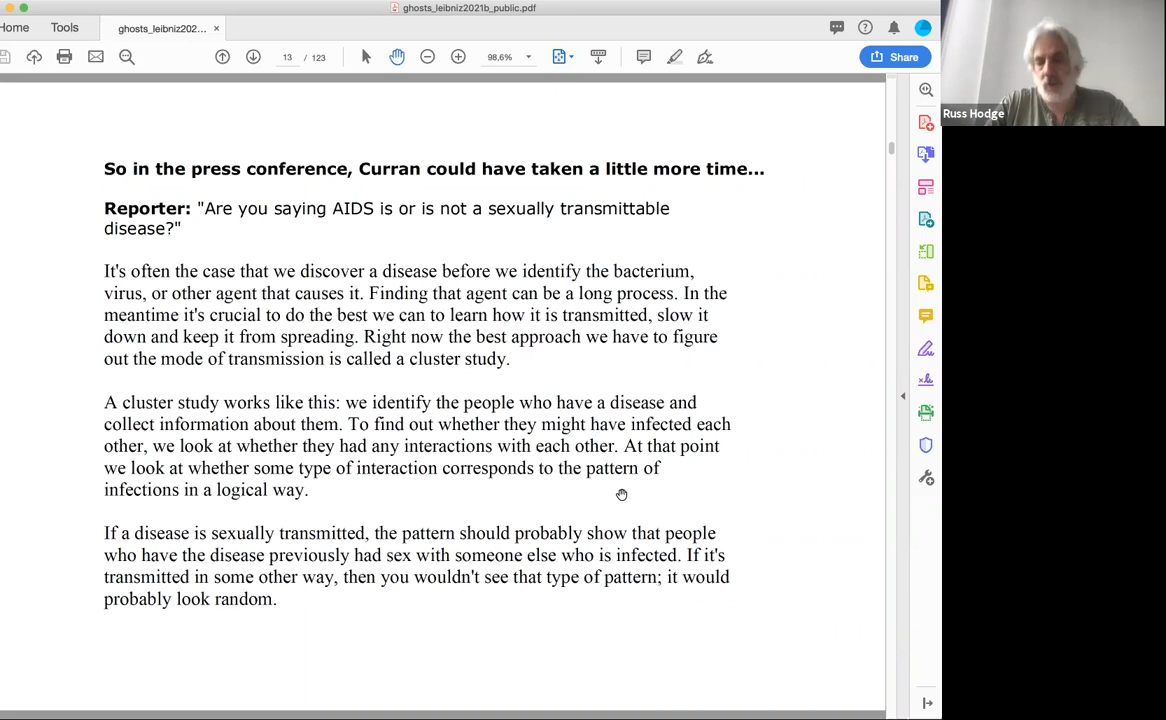 ghosts_leibniz2021b_public.pdf
Home
Tools
ghosts_leibniz202...
13 / 123
98,6%
Share
Russ Hodge
So in the press conference, Curran could have taken a little more time...
Reporter: "Are you saying AIDS is or is not a sexually transmittable
disease?"
It's often the case that we discover a disease before we identify the bacterium,
virus, or other agent that causes it. Finding that agent can be a long process. In the
meantime it's crucial to do the best we can to learn how it is transmitted, slow it
down and keep it from spreading. Right now the best approach we have to figure
out the mode of transmission is called a cluster study.
A cluster study works like this: we identify the people who have a disease and
collect information about them. To find out whether they might have infected each
other, we look at whether they had any interactions with each other. At that point
we look at whether some type of interaction corresponds to the pattern of
infections in a logical way.
If a disease is sexually transmitted, the pattern should probably show that people
who have the disease previously had sex with someone else who is infected. If it's
transmitted in some other way, then you wouldn't see that type of pattern; it would
probably look random.